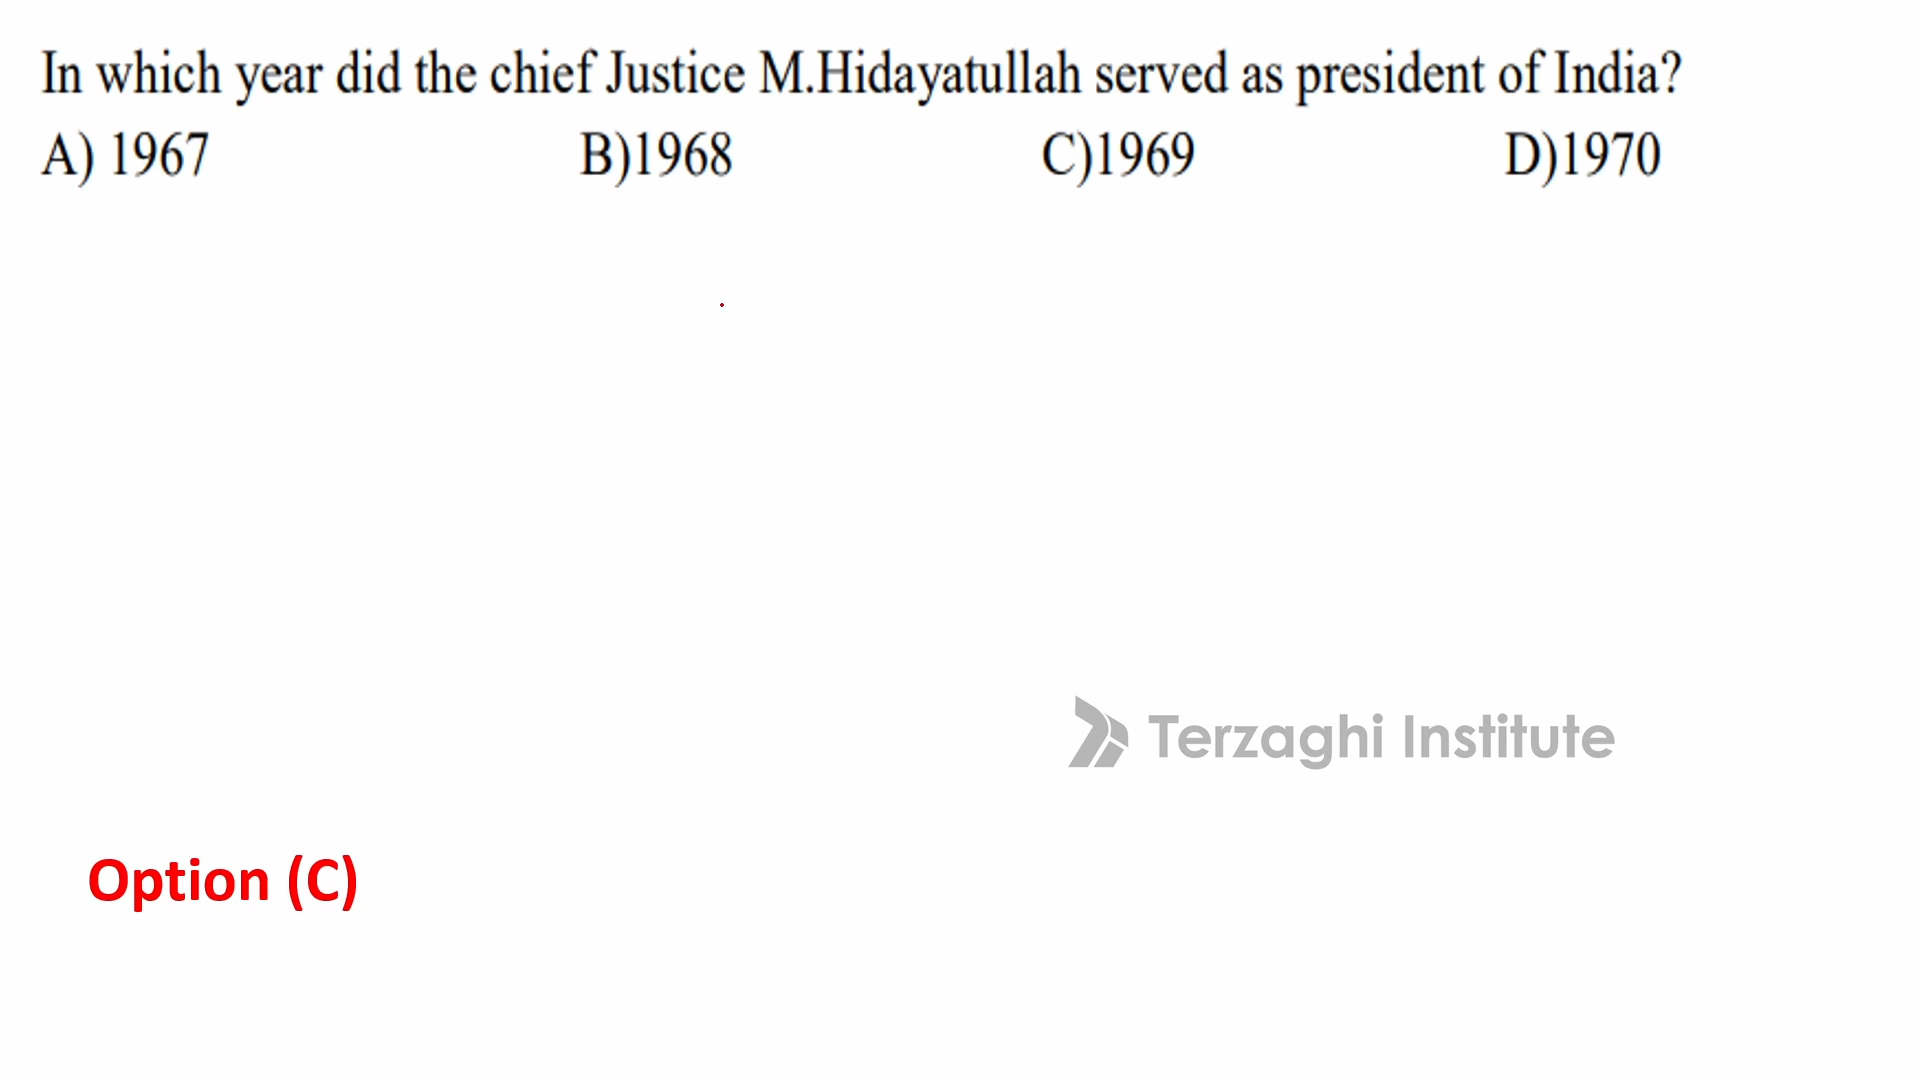 In which year did the chief Justice M.Hidayatullah served as president of India?
A) 1967 B)1968 C)1969 D)1970
Terzaghi Institute
Option (C)